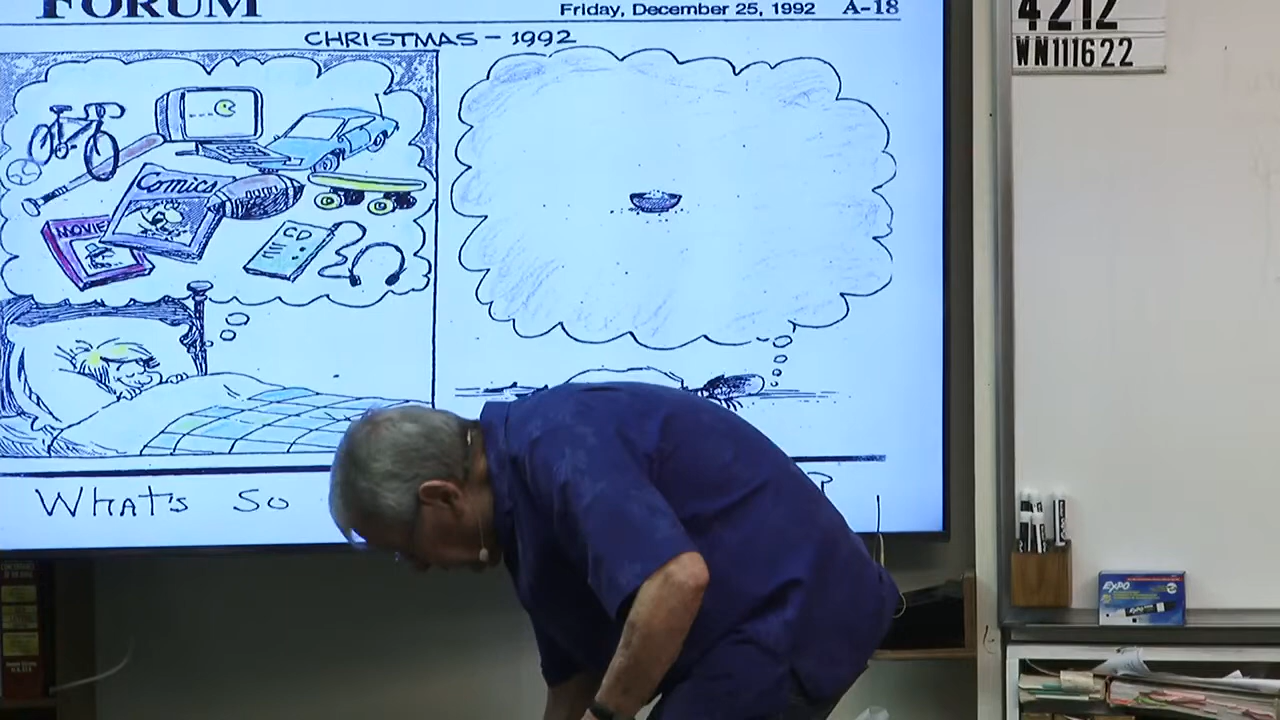 FORUM
Friday, December 25, 1992 A-18
CHRISTMAS - 1992
Comics
MOVIE
CD
WHAT'S SO
?
4212
WN111622
EXPO